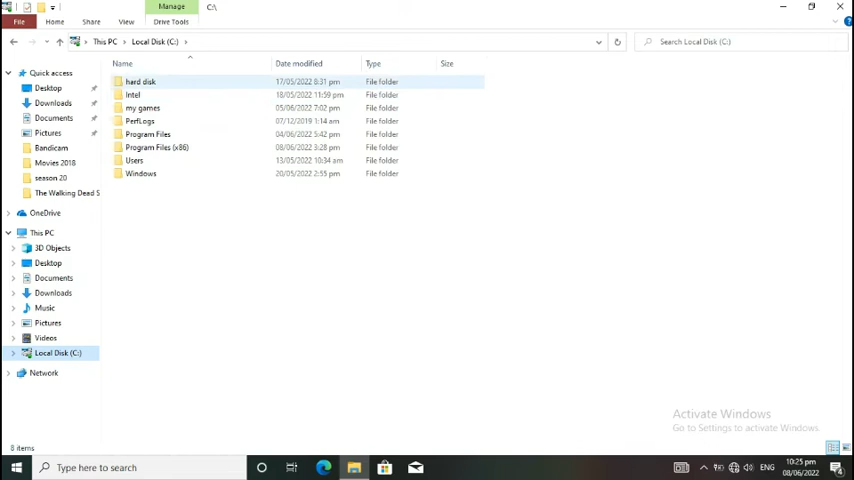 Manage
C:\
File
Home
Share
View
Drive Tools
This PC
Local Disk (C:)
Search Local Disk (C:)
Name
Date modified
Type
Size
Quick access
Desktop
Downloads
Documents
Pictures
Bandicam
Movies 2018
season 20
The Walking Dead S
OneDrive
This PC
3D Objects
Desktop
Documents
Downloads
Music
Pictures
Videos
Local Disk (C:)
Network
hard disk 17/05/2022 8:31 pm File folder
Intel 18/05/2022 11:59 pm File folder
my games 05/06/2022 7:02 pm File folder
PerfLogs 07/12/2019 1:14 am File folder
Program Files 04/06/2022 5:42 pm File folder
Program Files (x86) 08/06/2022 3:28 pm File folder
Users 13/05/2022 10:34 am File folder
Windows 20/05/2022 2:55 pm File folder
Activate Windows
Go to Settings to activate Windows.
8 items
Type here to search
ENG
10:25 pm
08/06/2022
4